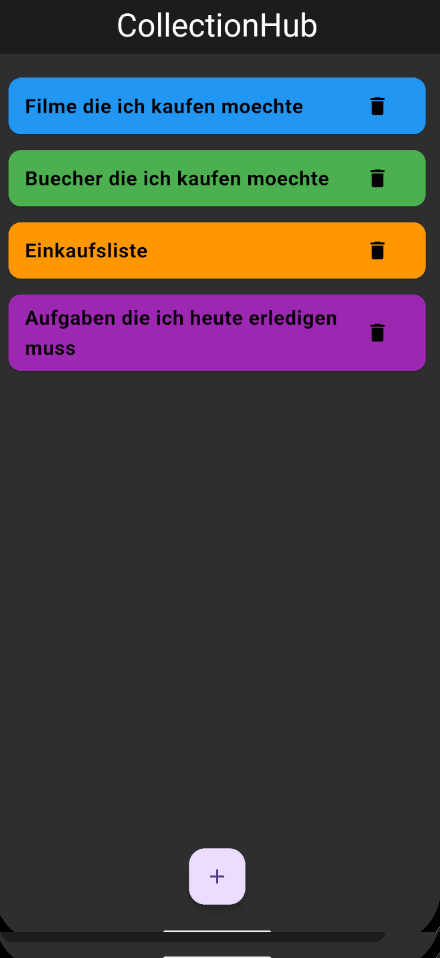 CollectionHub
Filme die ich kaufen moechte
Buecher die ich kaufen moechte
Einkaufsliste
Aufgaben die ich heute erledigen
muss
+